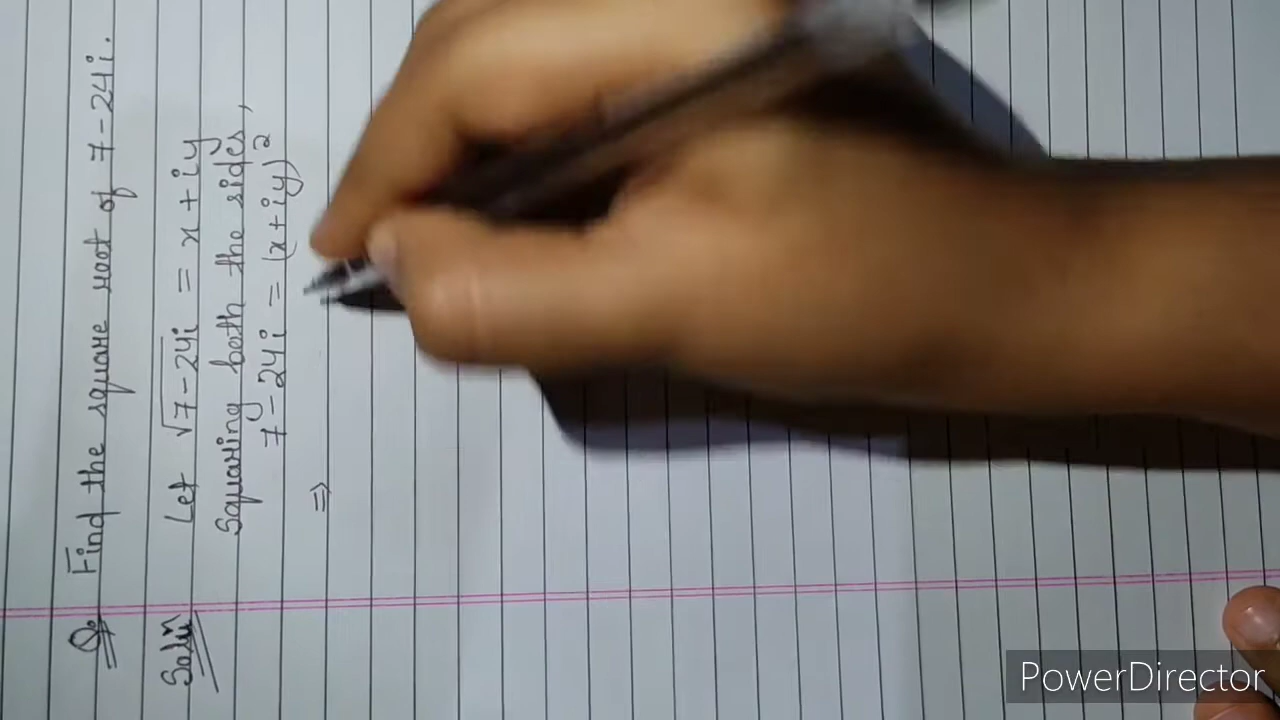 Q. Find the square root of 7-24i.
Solⁿ Let √7-24i = x + iy
Squaring both the sides,
7-24i = (x+iy)²
⇒
PowerDirector